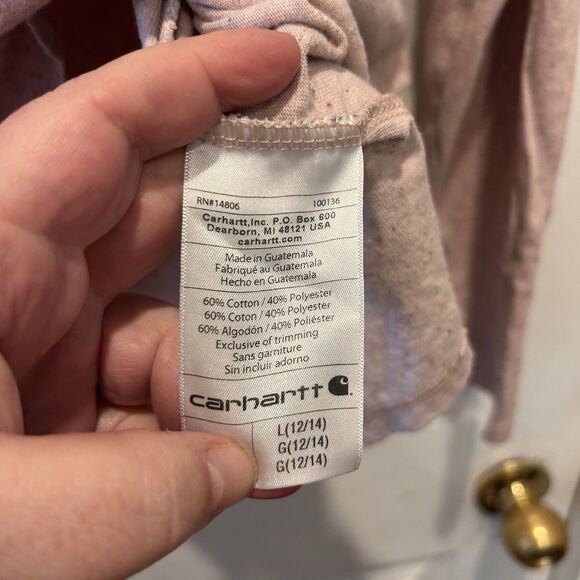 RN#14806 100136
Carhartt,Inc. P.O. Box 600
Dearborn, MI 48121 USA
carhartt.com
Made in Guatemala
Fabriqué au Guatemala
Hecho en Guatemala
60% Cotton / 40% Polyester
60% Coton / 40% Polyester
60% Algodón / 40% Poliéster
Exclusive of trimming
Sans garniture
Sin incluir adorno
carhartt
L(12/14)
G(12/14)
G(12/14)